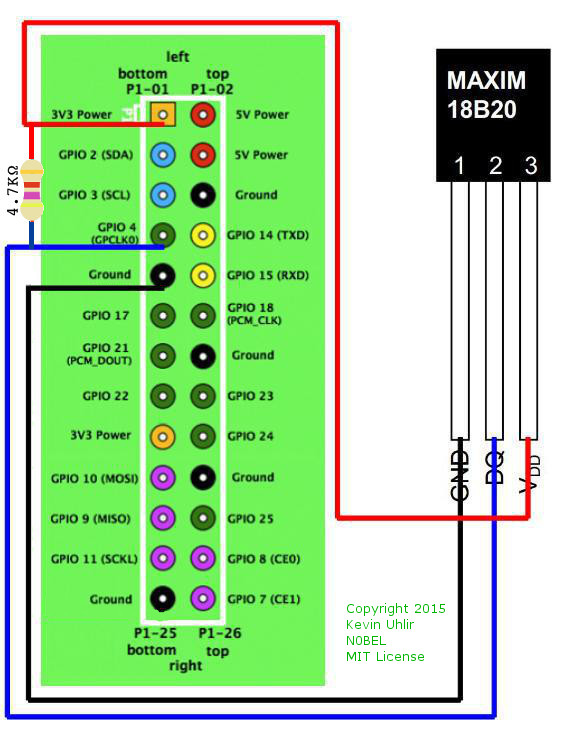 left
bottom top
P1-01 P1-02
3V3 Power 5V Power
GPIO 2 (SDA) 5V Power
GPIO 3 (SCL) Ground
GPIO 4 GPIO 14 (TXD)
(GPCLK0)
Ground GPIO 15 (RXD)
GPIO 17 GPIO 18
(PCM_CLK)
GPIO 21 Ground
(PCM_DOUT)
GPIO 22 GPIO 23
3V3 Power GPIO 24
GPIO 10 (MOSI) Ground
GPIO 9 (MISO) GPIO 25
GPIO 11 (SCKL) GPIO 8 (CE0)
Ground GPIO 7 (CE1)
P1-25 P1-26
bottom top
right
4.7KΩ
MAXIM
18B20
1 2 3
GND DQ VDD
Copyright 2015
Kevin Uhlir
N0BEL
MIT License